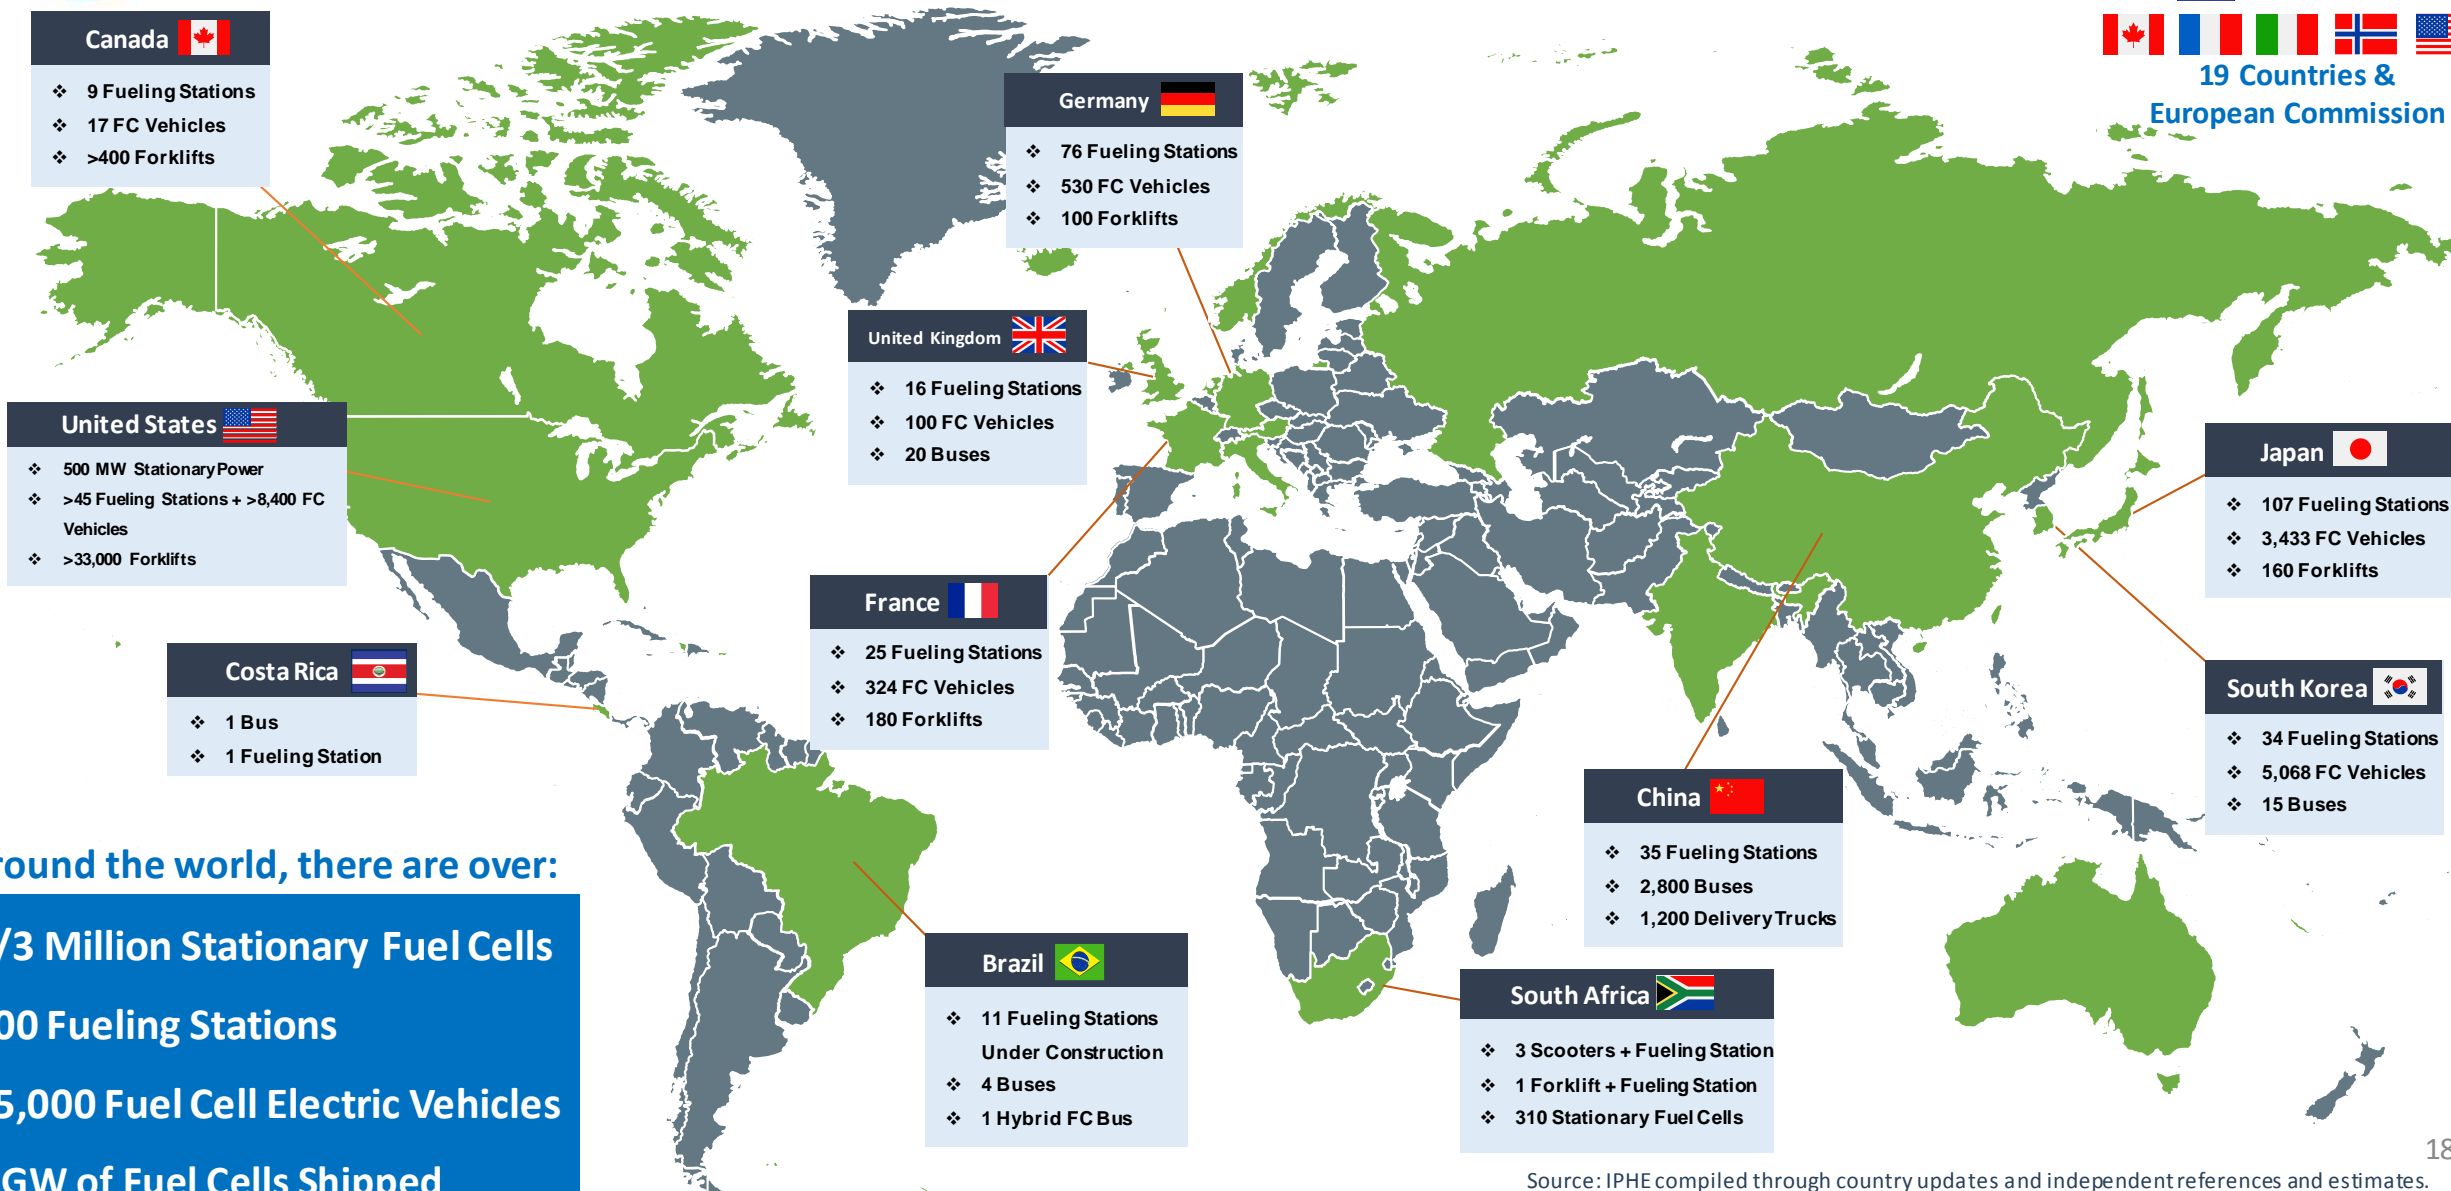 Canada
9 Fueling Stations
17 FC Vehicles
>400 Forklifts
Germany
76 Fueling Stations
530 FC Vehicles
100 Forklifts
19 Countries &
European Commission
United Kingdom
16 Fueling Stations
100 FC Vehicles
20 Buses
United States
500 MW Stationary Power
>45 Fueling Stations + >8,400 FC
Vehicles
>33,000 Forklifts
Japan
107 Fueling Stations
3,433 FC Vehicles
160 Forklifts
France
25 Fueling Stations
324 FC Vehicles
180 Forklifts
Costa Rica
1 Bus
1 Fueling Station
South Korea
34 Fueling Stations
5,068 FC Vehicles
15 Buses
China
35 Fueling Stations
2,800 Buses
1,200 Delivery Trucks
round the world, there are over:
/3 Million Stationary Fuel Cells
00 Fueling Stations
5,000 Fuel Cell Electric Vehicles
GW of Fuel Cells Shipped
Brazil
11 Fueling Stations
Under Construction
4 Buses
1 Hybrid FC Bus
South Africa
3 Scooters + Fueling Station
1 Forklift + Fueling Station
310 Stationary Fuel Cells
18
Source: IPHE compiled through country updates and independent references and estimates.